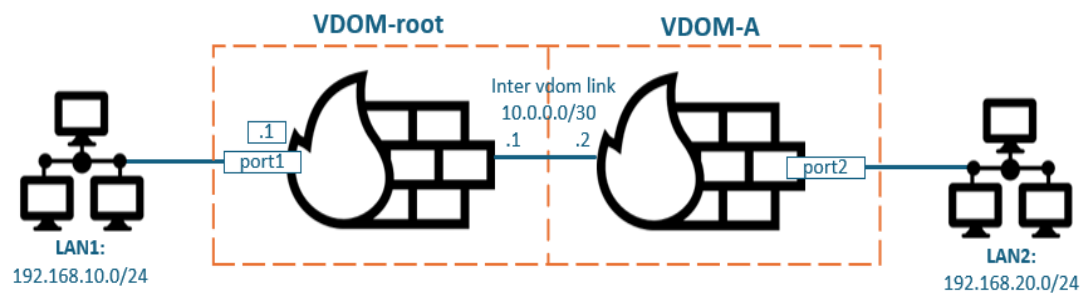 VDOM-root
VDOM-A
Inter vdom link
10.0.0.0/30
.1
.1
.2
port1
port2
LAN1:
192.168.10.0/24
LAN2:
192.168.20.0/24